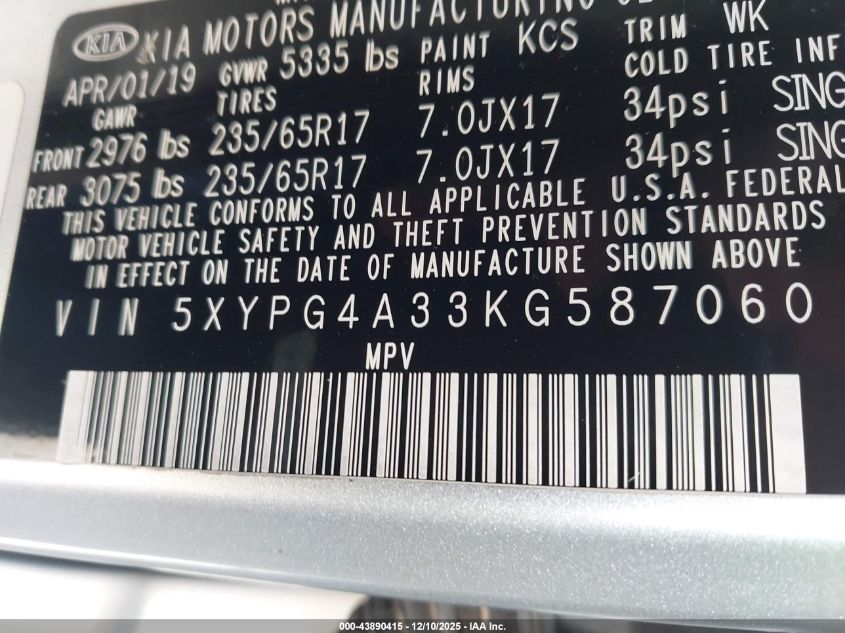 KIA KIA MOTORS MANUFACTURING
APR/01/19 GVWR 5335 lbs PAINT KCS TRIM WK
GAWR TIRES RIMS COLD TIRE INF
FRONT 2976 lbs 235/65R17 7.0JX17 34psi SING
REAR 3075 lbs 235/65R17 7.0JX17 34psi SING
THIS VEHICLE CONFORMS TO ALL APPLICABLE U.S.A. FEDERAL
MOTOR VEHICLE SAFETY AND THEFT PREVENTION STANDARDS
IN EFFECT ON THE DATE OF MANUFACTURE SHOWN ABOVE
VIN 5XYPG4A33KG587060
MPV
000-43890415 - 12/10/2025 - IAA Inc.